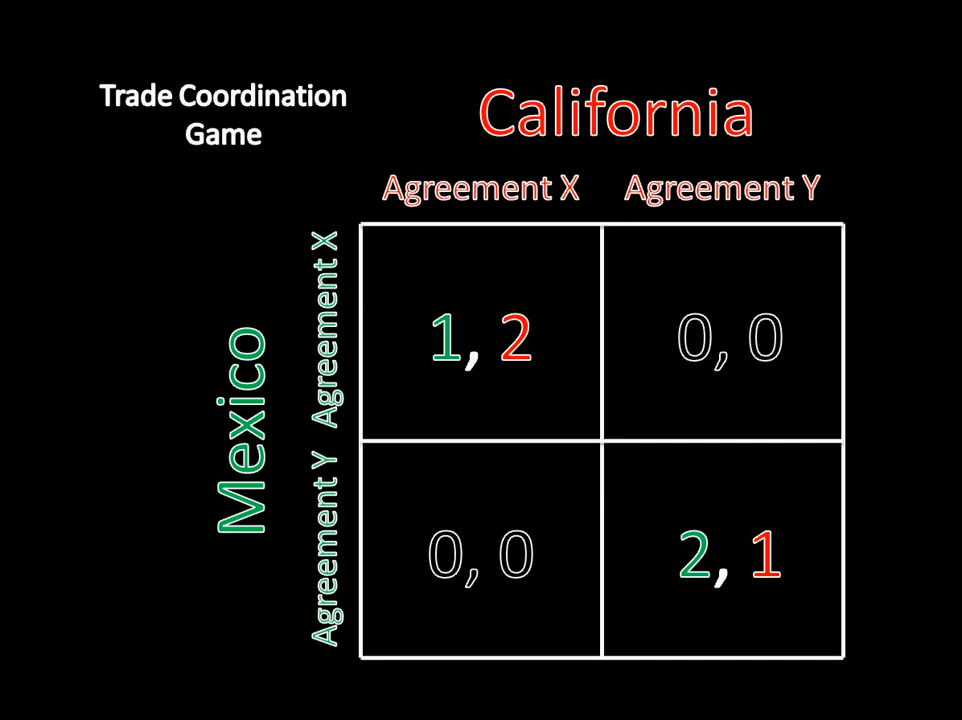 Trade Coordination
Game
California
Agreement X Agreement Y
Mexico
Agreement X
1, 2 0, 0
Agreement Y
0, 0 2, 1